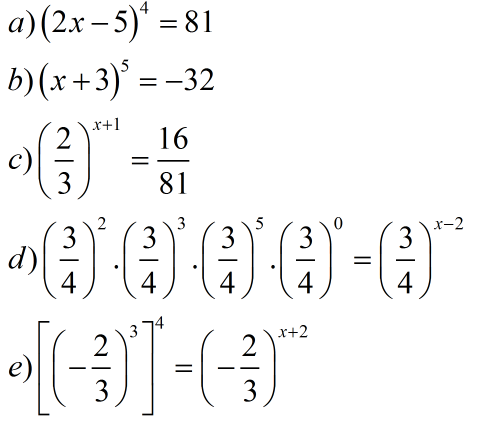 a) (2x − 5)⁴ = 81
b) (x + 3)⁵ = −32
c) (2/3)ˣ⁺¹ = 16/81
d) (3/4)² . (3/4)³ . (3/4)⁵ . (3/4)⁰ = (3/4)ˣ⁻²
e) [(−2/3)³]⁴ = (−2/3)ˣ⁺²